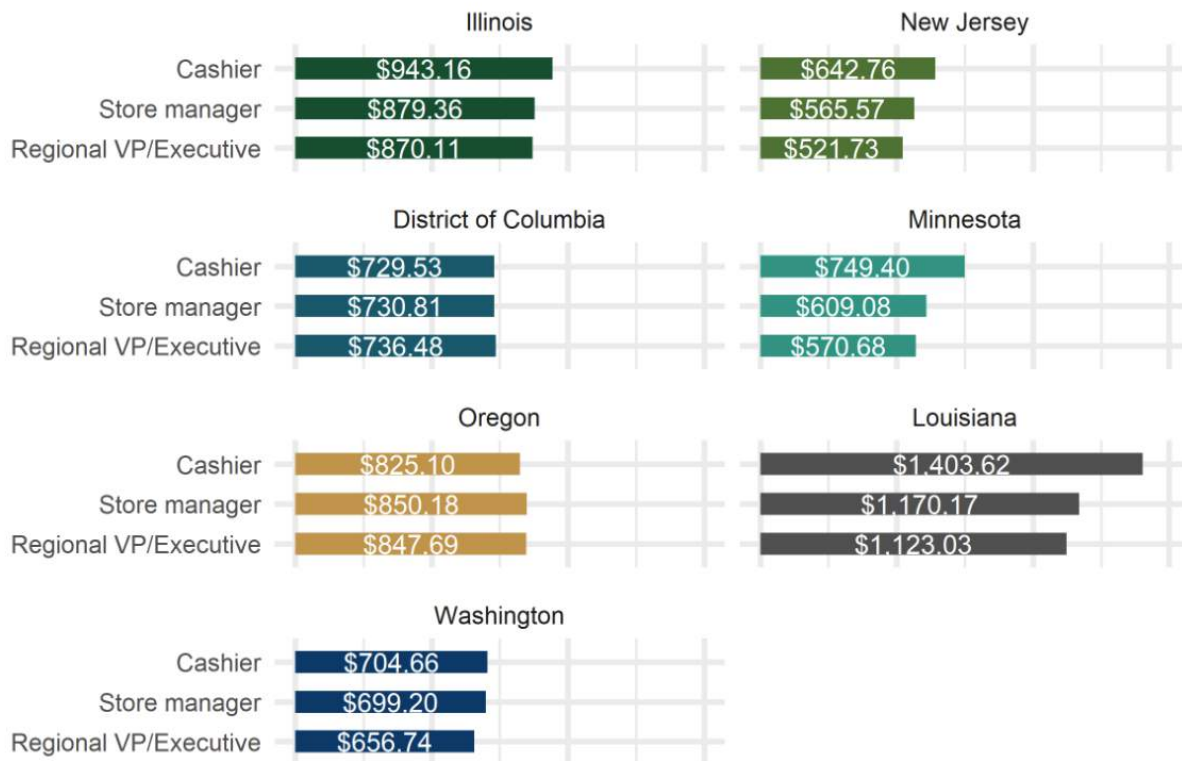 Illinois
Cashier $943.16
Store manager $879.36
Regional VP/Executive $870.11
New Jersey
$642.76
$565.57
$521.73
District of Columbia
Cashier $729.53
Store manager $730.81
Regional VP/Executive $736.48
Minnesota
$749.40
$609.08
$570.68
Oregon
Cashier $825.10
Store manager $850.18
Regional VP/Executive $847.69
Louisiana
$1,403.62
$1,170.17
$1,123.03
Washington
Cashier $704.66
Store manager $699.20
Regional VP/Executive $656.74